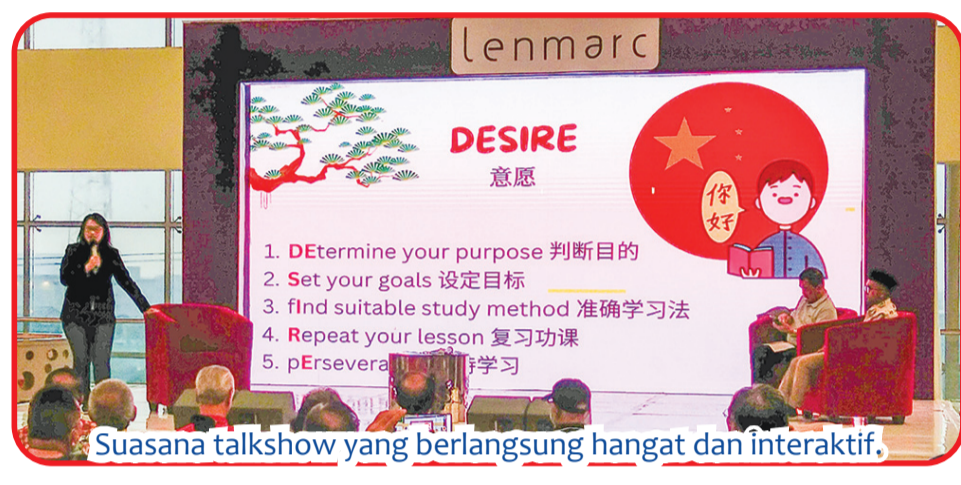 lenmarc
DESIRE
意愿
你
好
1. DEtermine your purpose 判断目的
2. Set your goals 设定目标
3. fInd suitable study method 准确学习法
4. Repeat your lesson 复习功课
5. pErsevera 学习
Suasana talkshow yang berlangsung hangat dan interaktif.